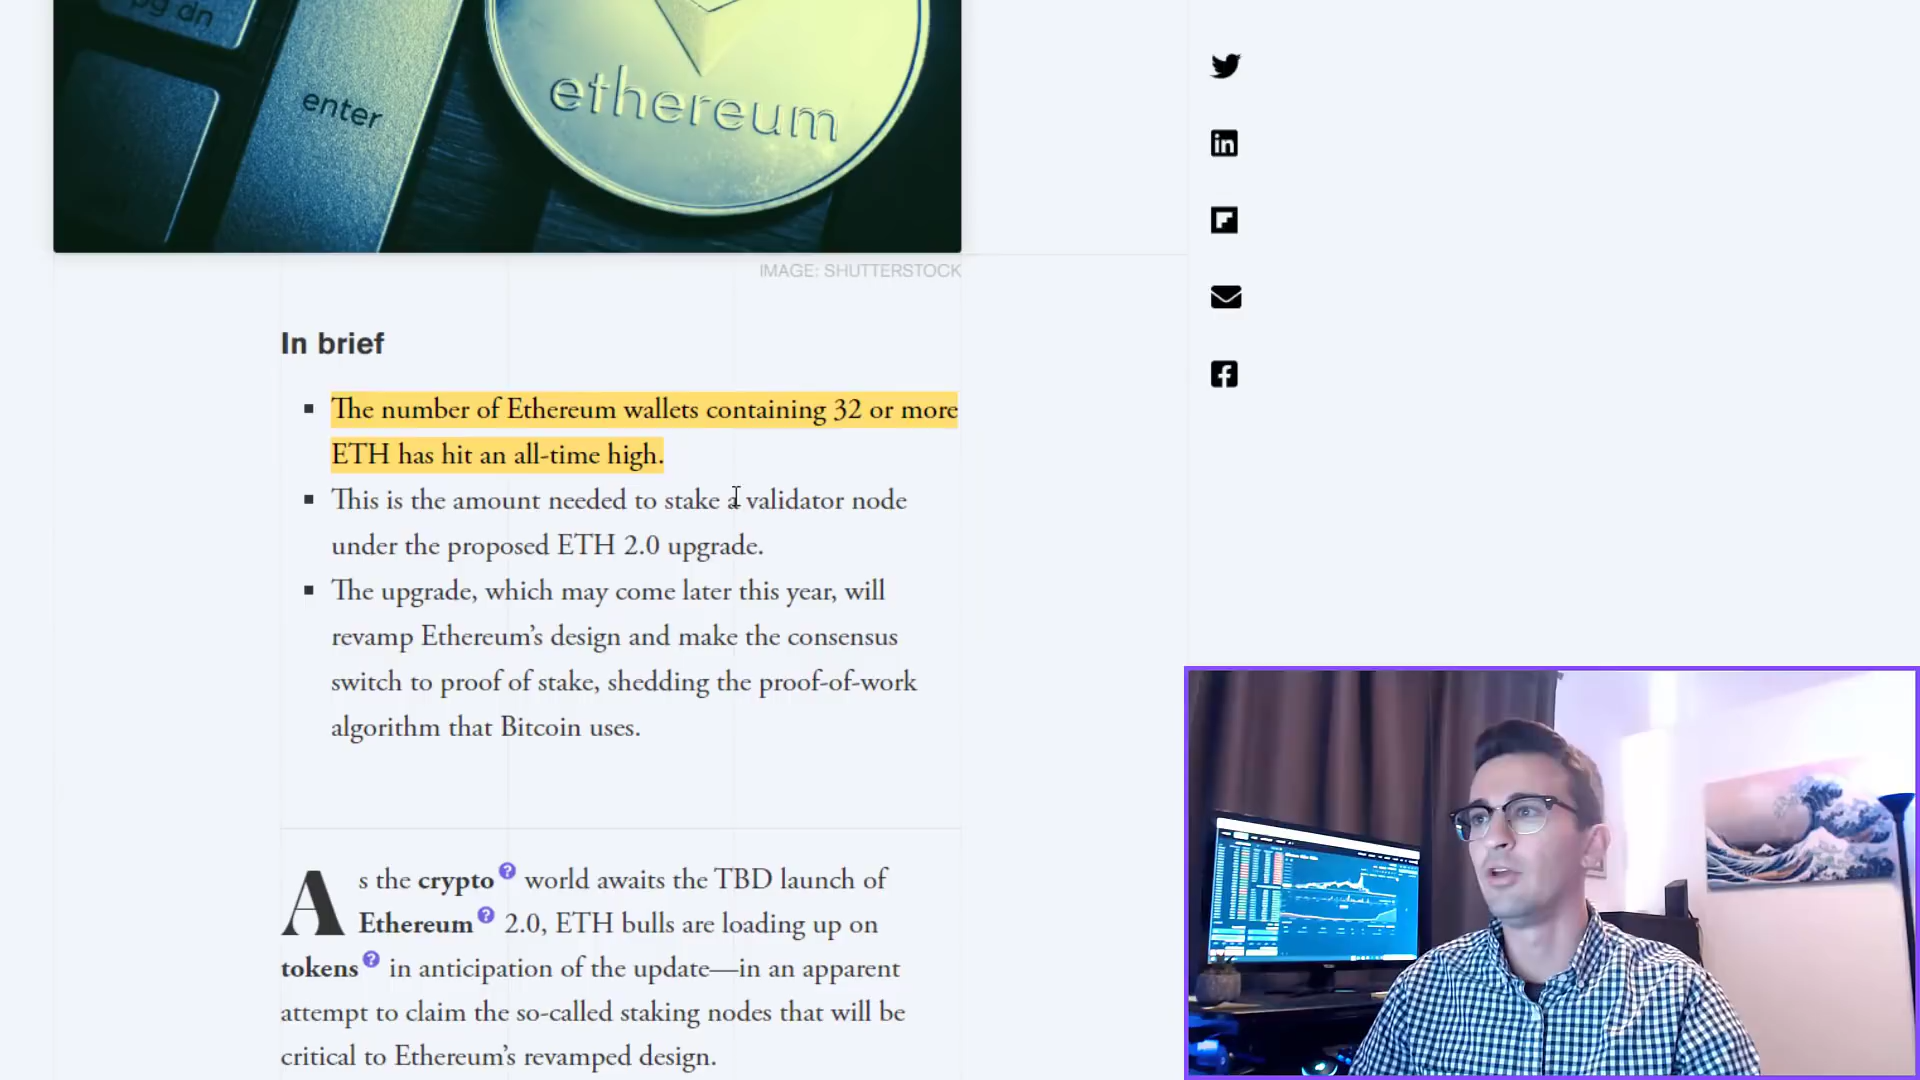 pg dn
enter
ethereum
IMAGE: SHUTTERSTOCK
In brief
The number of Ethereum wallets containing 32 or more
ETH has hit an all-time high.
This is the amount needed to stake a validator node
under the proposed ETH 2.0 upgrade.
The upgrade, which may come later this year, will
revamp Ethereum’s design and make the consensus
switch to proof of stake, shedding the proof-of-work
algorithm that Bitcoin uses.
As the crypto ? world awaits the TBD launch of
Ethereum ? 2.0, ETH bulls are loading up on
tokens ? in anticipation of the update—in an apparent
attempt to claim the so-called staking nodes that will be
critical to Ethereum’s revamped design.